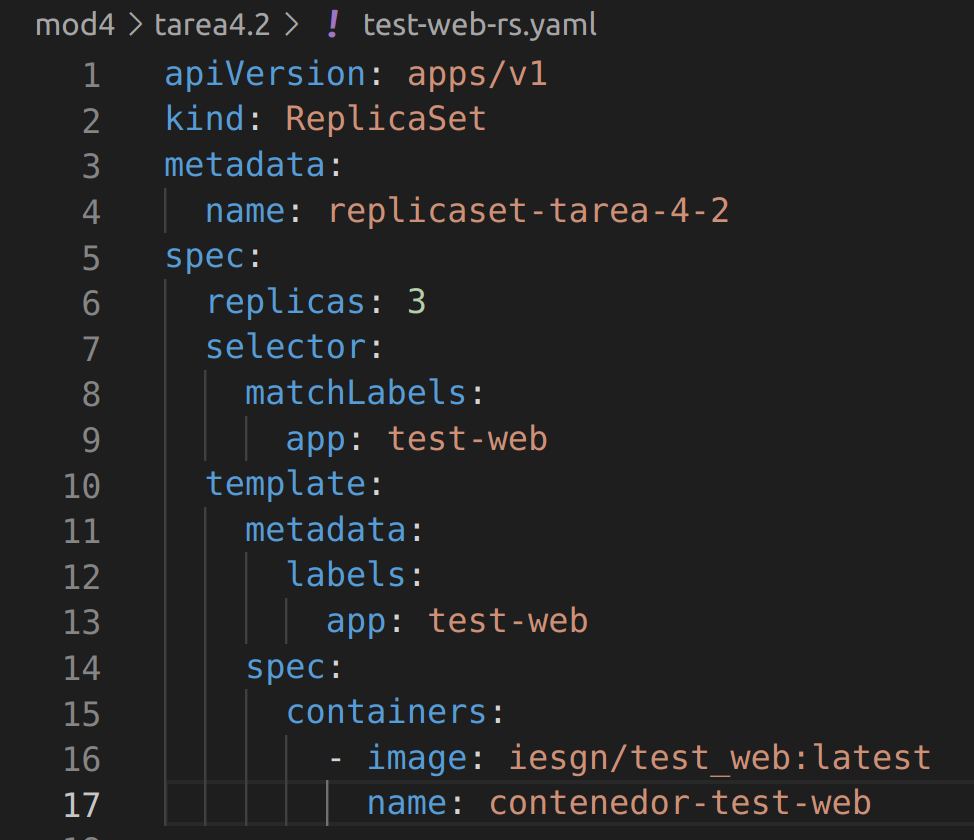 mod4 > tarea4.2 > ! test-web-rs.yaml
1 apiVersion: apps/v1
2 kind: ReplicaSet
3 metadata:
4   name: replicaset-tarea-4-2
5 spec:
6   replicas: 3
7   selector:
8     matchLabels:
9       app: test-web
10   template:
11     metadata:
12       labels:
13         app: test-web
14     spec:
15       containers:
16         - image: iesgn/test_web:latest
17           name: contenedor-test-web